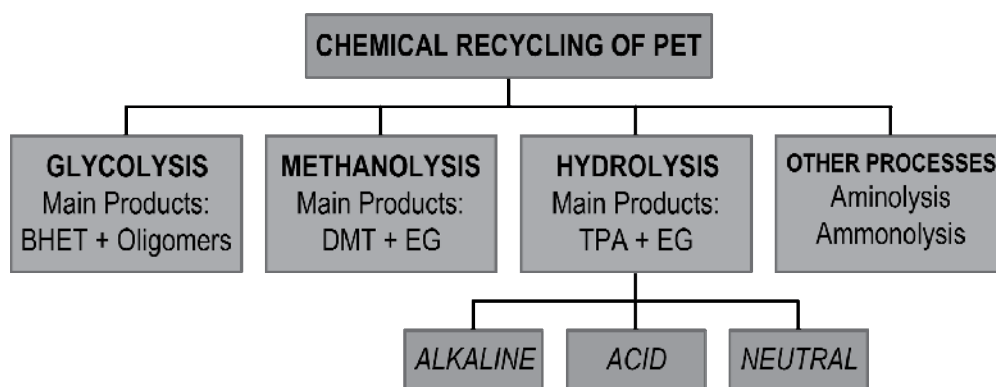 CHEMICAL RECYCLING OF PET
GLYCOLYSIS
Main Products:
BHET + Oligomers
METHANOLYSIS
Main Products:
DMT + EG
HYDROLYSIS
Main Products:
TPA + EG
OTHER PROCESSES
Aminolysis
Ammonolysis
ALKALINE
ACID
NEUTRAL